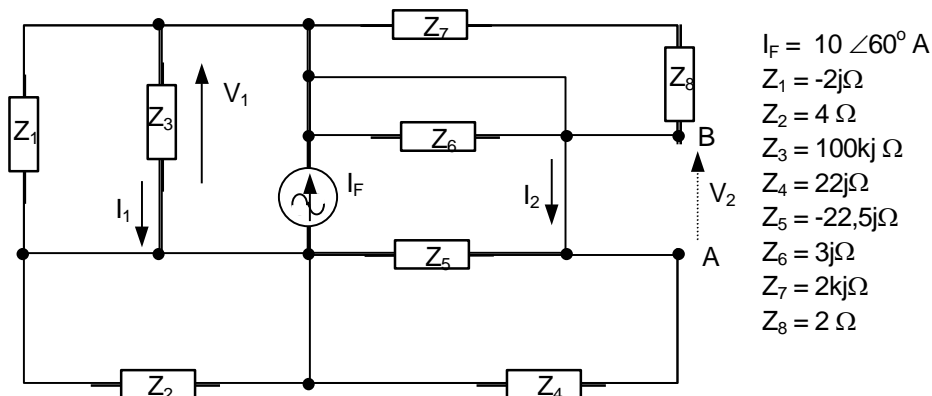 Z7
Z8
V1
Z1
Z3
Z6
B
IF
I2
V2
I1
Z5
A
Z2
Z4
IF = 10 ∠60o A
Z1 = -2jΩ
Z2 = 4 Ω
Z3 = 100kj Ω
Z4 = 22jΩ
Z5 = -22,5jΩ
Z6 = 3jΩ
Z7 = 2kjΩ
Z8 = 2 Ω